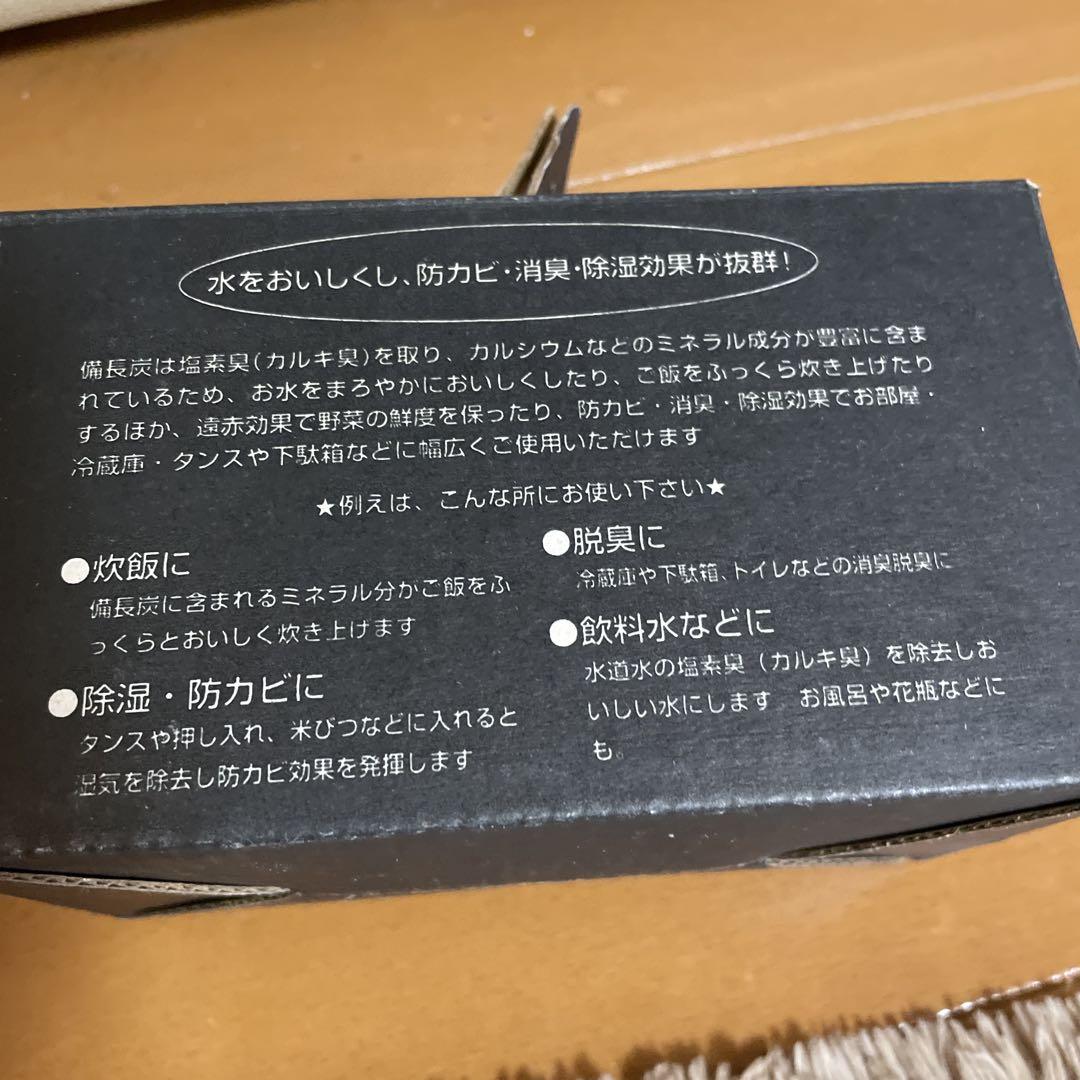 水をおいしくし、防カビ・消臭・除湿効果が抜群!
備長炭は塩素臭(カルキ臭)を取り、カルシウムなどのミネラル成分が豊富に含ま
れているため、お水をまろやかにおいしくしたり、ご飯をふっくら炊き上げたり
するほか、遠赤効果で野菜の鮮度を保ったり、防カビ・消臭・除湿効果でお部屋・
冷蔵庫・タンスや下駄箱などに幅広くご使用いただけます
★例えは、こんな所にお使い下さい★
●炊飯に
備長炭に含まれるミネラル分がご飯をふ
っくらとおいしく炊き上げます
●除湿・防カビに
タンスや押し入れ、米びつなどに入れると
湿気を除去し防カビ効果を発揮します
●脱臭に
冷蔵庫や下駄箱、トイレなどの消臭脱臭に
●飲料水などに
水道水の塩素臭(カルキ臭)を除去しお
いしい水にします お風呂や花瓶などに
も。